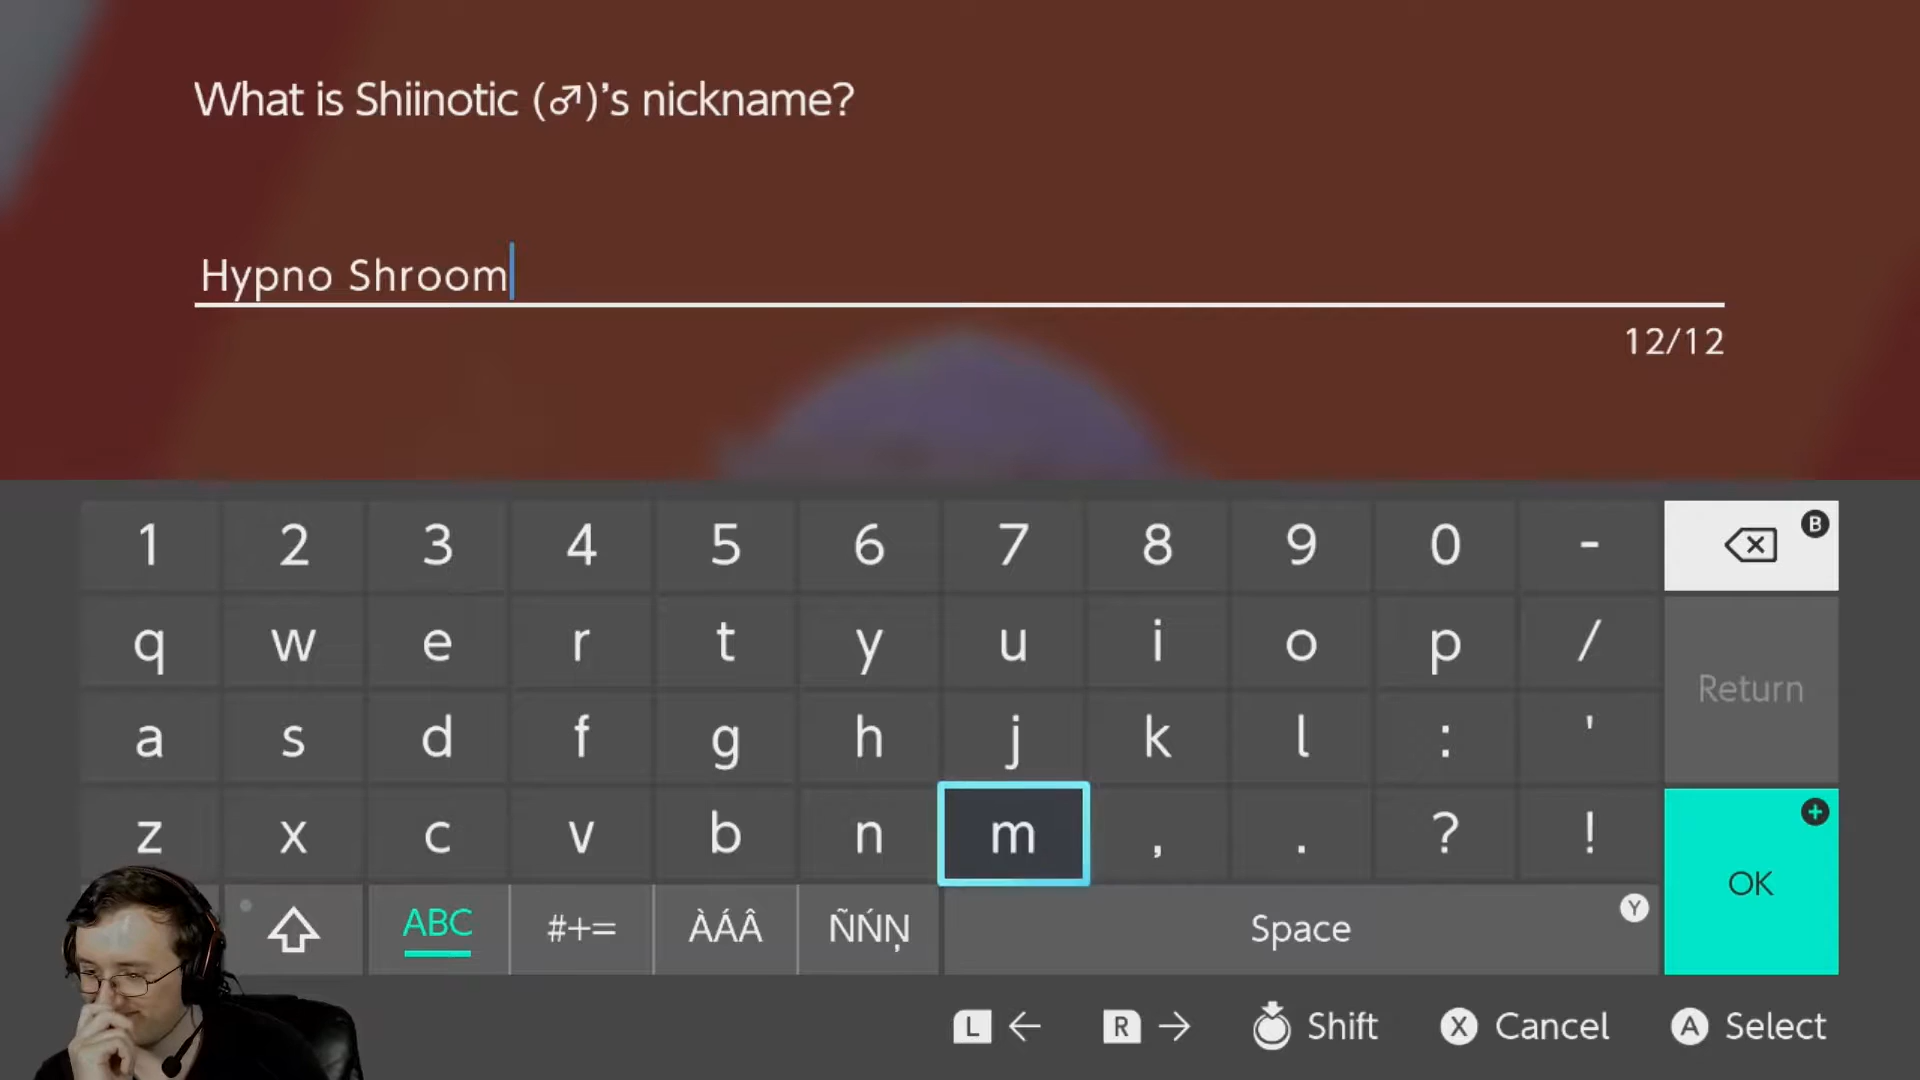 What is Shiinotic (♂)'s nickname?
Hypno Shroom
12/12
1 2 3 4 5 6 7 8 9 0 - B
q w e r t y u i o p / Return
a s d f g h j k l : '
z x c v b n m , . ? ! + OK
ABC #+= ÀÁÂ ÑŃŅ Space Y
L ← R → Shift X Cancel A Select